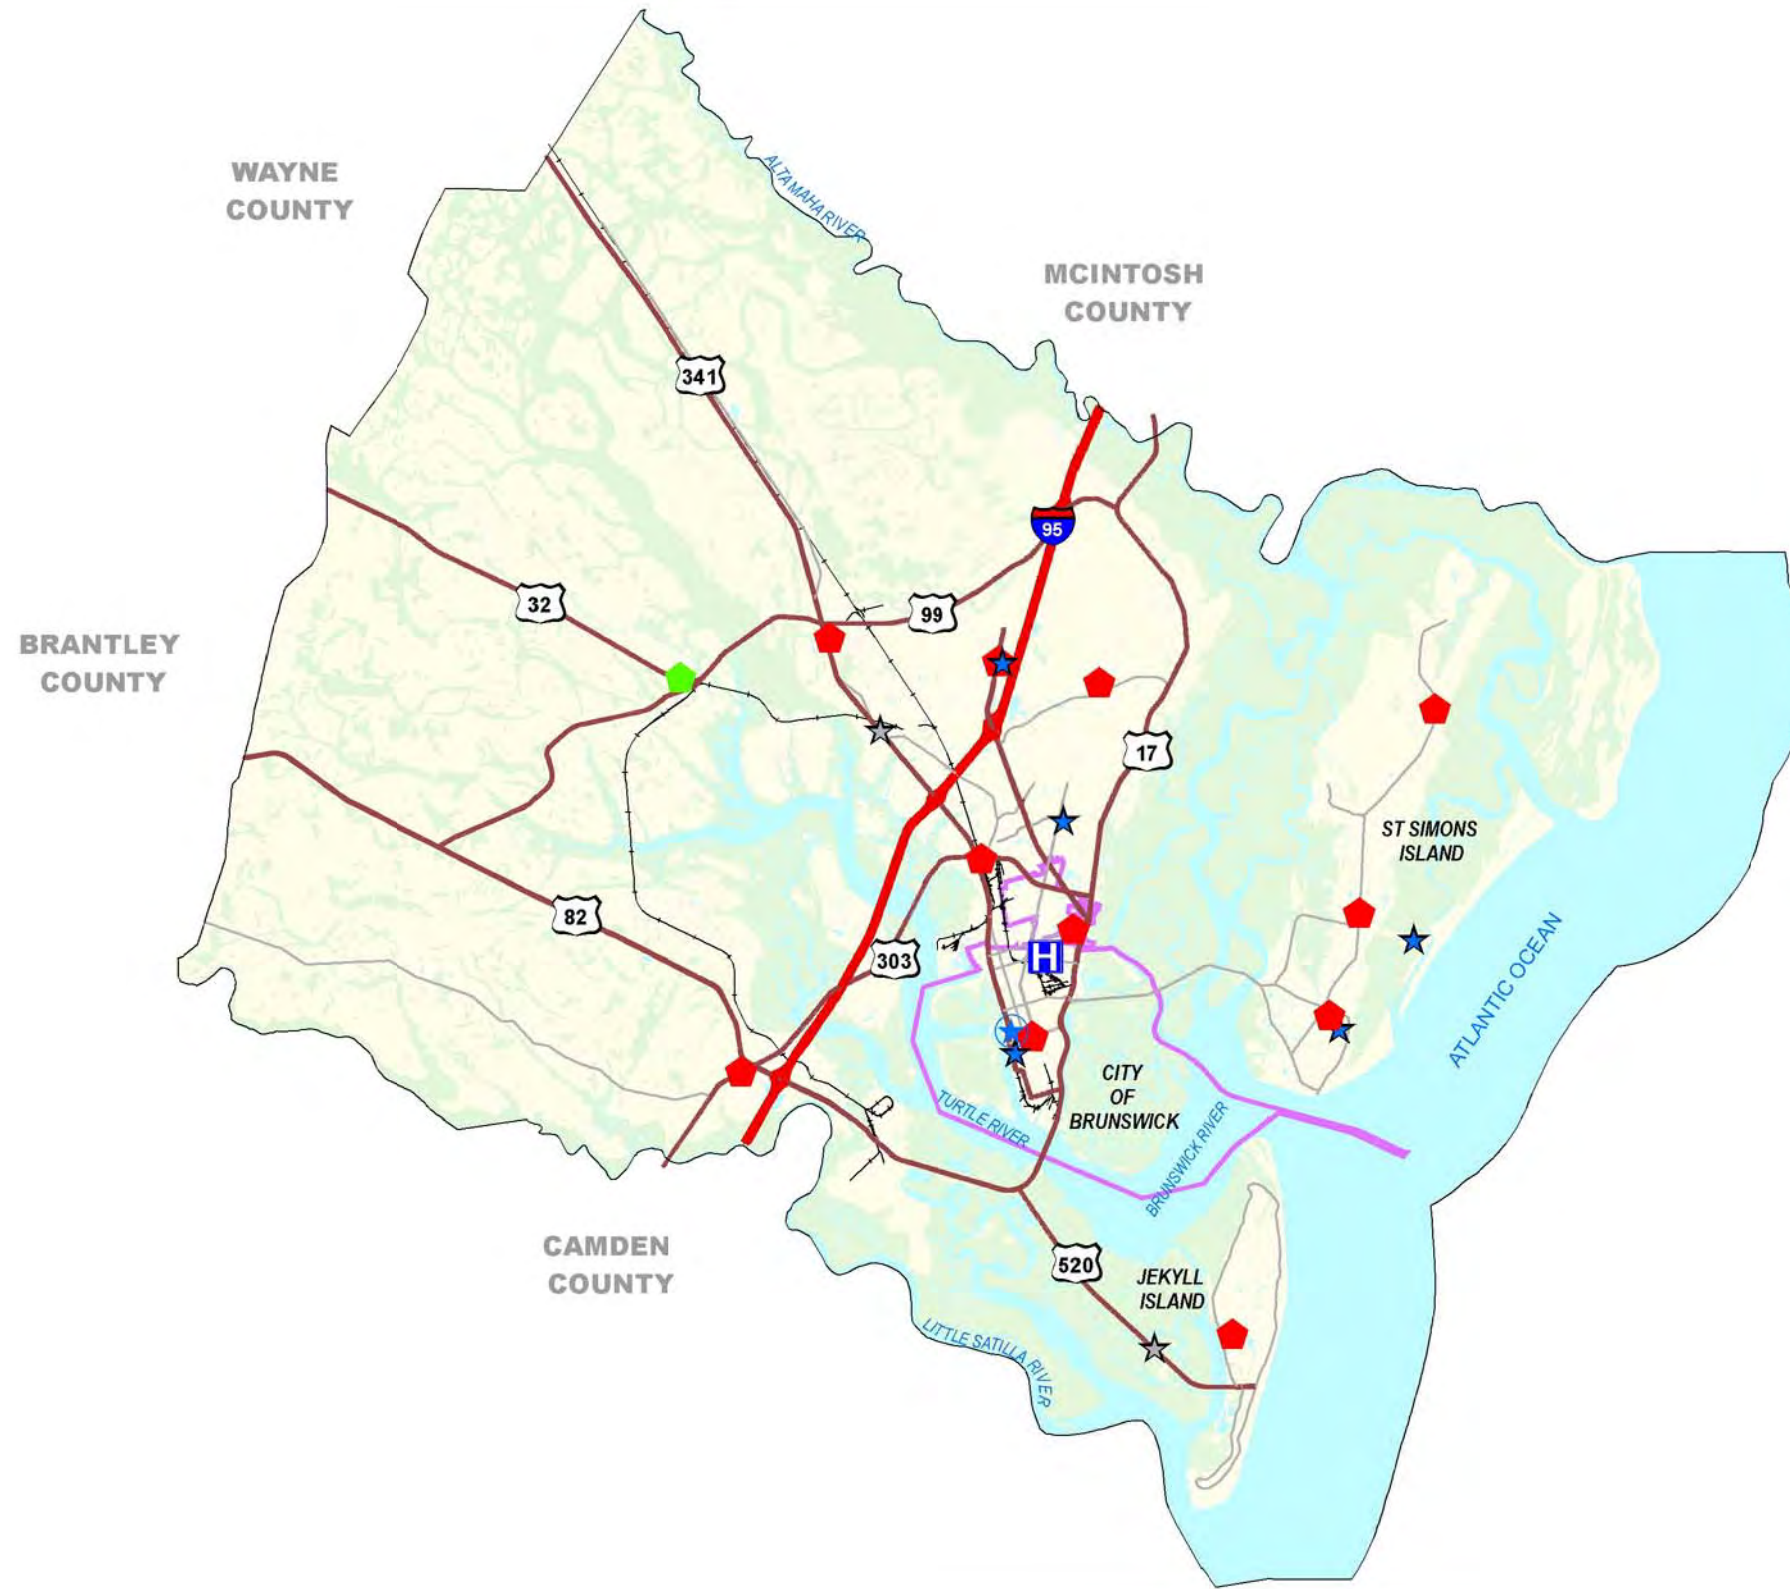 WAYNE
COUNTY
ALTAMAHA RIVER
MCINTOSH
COUNTY
341
95
32
99
BRANTLEY
COUNTY
17
ST SIMONS
ISLAND
82
303
H
ATLANTIC OCEAN
CITY
OF
BRUNSWICK
TURTLE RIVER
BRUNSWICK RIVER
CAMDEN
COUNTY
520
JEKYLL
ISLAND
LITTLE SATILLA RIVER